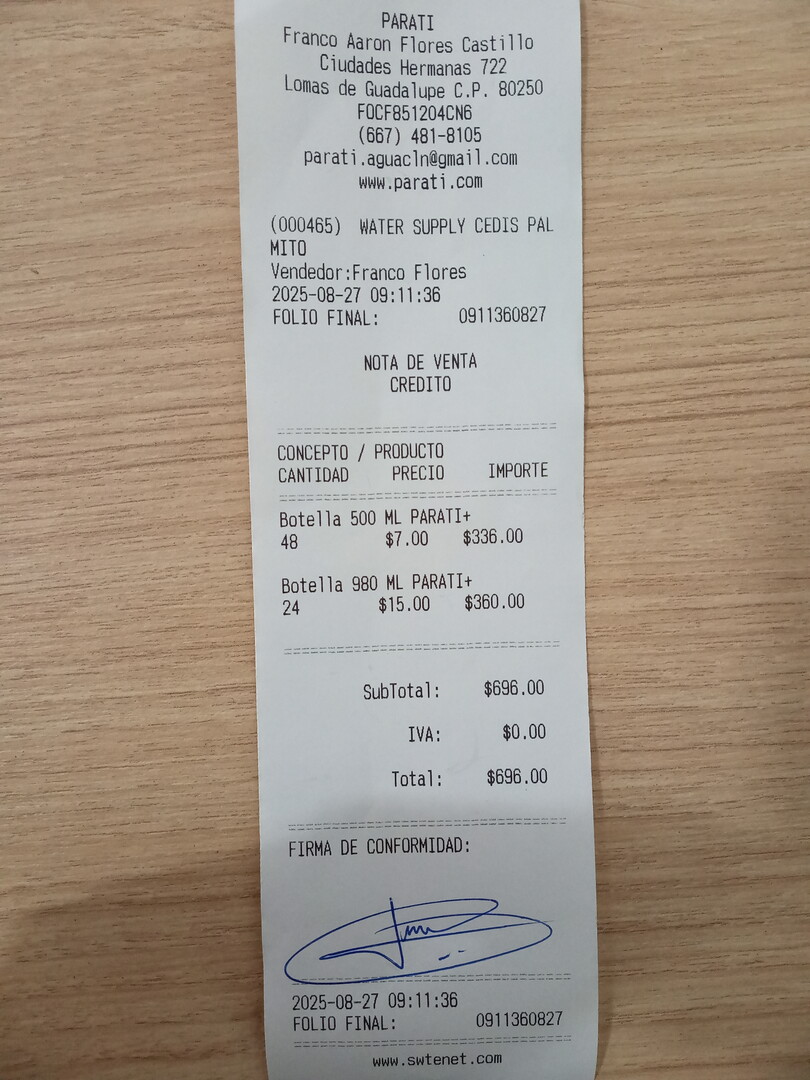 PARATI
Franco Aaron Flores Castillo
Ciudades Hermanas 722
Lomas de Guadalupe C.P. 80250
FOCF851204CN6
(667) 481-8105
parati.aguacln@gmail.com
www.parati.com
(000465) WATER SUPPLY CEDIS PAL
MITO
Vendedor:Franco Flores
2025-08-27 09:11:36
FOLIO FINAL: 0911360827
NOTA DE VENTA
CREDITO
CONCEPTO / PRODUCTO
CANTIDAD PRECIO IMPORTE
Botella 500 ML PARATI+
48 $7.00 $336.00
Botella 980 ML PARATI+
24 $15.00 $360.00
SubTotal: $696.00
IVA: $0.00
Total: $696.00
FIRMA DE CONFORMIDAD:
2025-08-27 09:11:36
FOLIO FINAL: 0911360827
www.swtenet.com